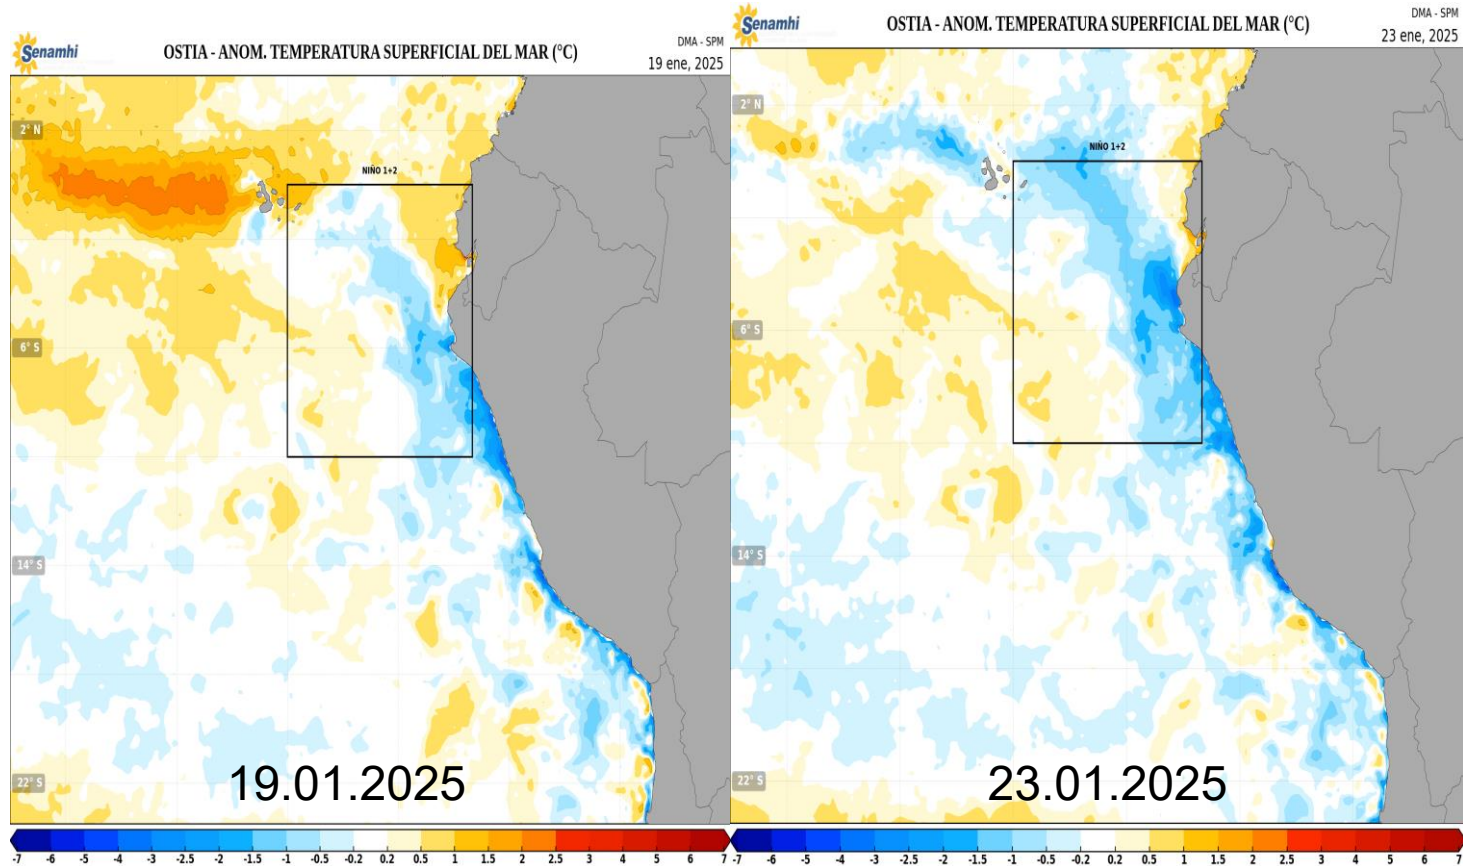 Senamhi
OSTIA - ANOM. TEMPERATURA SUPERFICIAL DEL MAR (°C)
DMA - SPM
19 ene, 2025
2° N
NIÑO 1+2
6° S
14° S
22° S
19.01.2025
-7 -6 -5 -4 -3 -2.5 -2 -1.5 -1 -0.5 -0.2 0.2 0.5 1 1.5 2 2.5 3 4 5 6 7
Senamhi
OSTIA - ANOM. TEMPERATURA SUPERFICIAL DEL MAR (°C)
DMA - SPM
23 ene, 2025
2° N
NIÑO 1+2
6° S
14° S
22° S
23.01.2025
-7 -6 -5 -4 -3 -2.5 -2 -1.5 -1 -0.5 -0.2 0.2 0.5 1 1.5 2 2.5 3 4 5 6 7